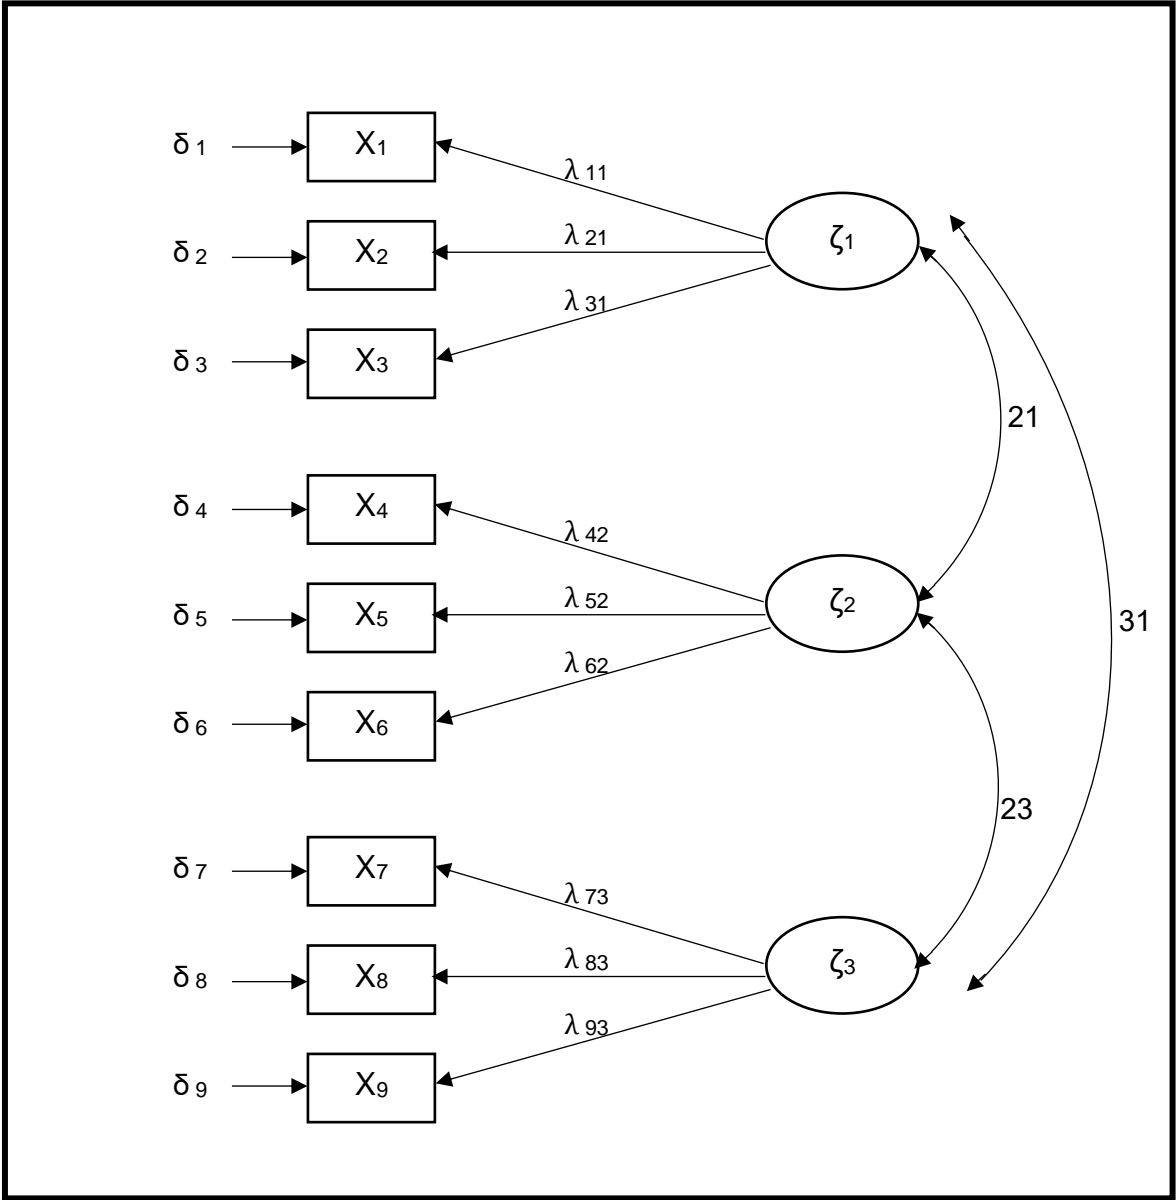 δ 1 X1
λ 11
δ 2 X2 λ 21 ζ1
λ 31
δ 3 X3
21
δ 4 X4
λ 42
δ 5 X5 λ 52 ζ2
31
λ 62
δ 6 X6
23
δ 7 X7
λ 73
δ 8 X8 λ 83 ζ3
λ 93
δ 9 X9